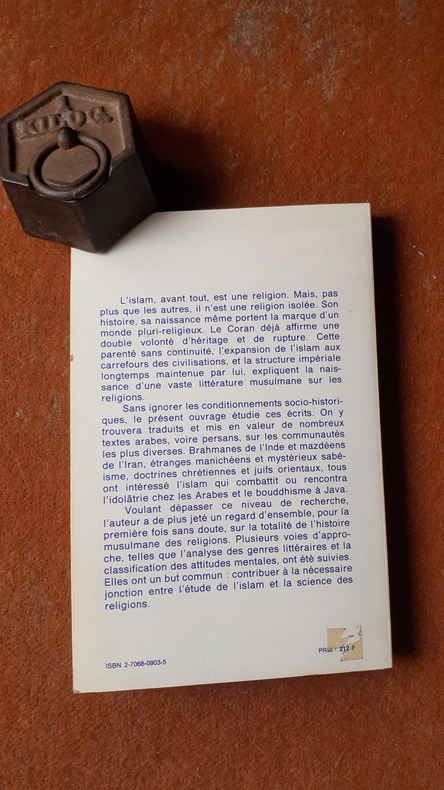 KILOG
L'islam, avant tout, est une religion. Mais, pas
plus que les autres, il n'est une religion isolée. Son
histoire, sa naissance même portent la marque d'un
monde pluri-religieux. Le Coran déjà affirme une
double volonté d'héritage et de rupture. Cette
parenté sans continuité, l'expansion de l'islam aux
carrefours des civilisations, et la structure impériale
longtemps maintenue par lui, expliquent la nais-
sance d'une vaste littérature musulmane sur les
religions.
Sans ignorer les conditionnements socio-histori-
ques, le présent ouvrage étudie ces écrits. On y
trouvera traduits et mis en valeur de nombreux
textes arabes, voire persans, sur les communautés
les plus diverses. Brahmanes de l'Inde et mazdéens
de l'Iran, étranges manichéens et mystérieux sabé-
isme, doctrines chrétiennes et juifs orientaux, tous
ont intéressé l'islam qui combattit ou rencontra
l'idolâtrie chez les Arabes et le bouddhisme à Java.
Voulant dépasser ce niveau de recherche,
l'auteur a de plus jeté un regard d'ensemble, pour la
première fois sans doute, sur la totalité de l'histoire
musulmane des religions. Plusieurs voies d'appro-
che, telles que l'analyse des genres littéraires et la
classification des attitudes mentales, ont été suivies.
Elles ont un but commun : contribuer à la nécessaire
jonction entre l'étude de l'islam et la science des
religions.
PRIX : 212 F
ISBN 2-7068-0903-5